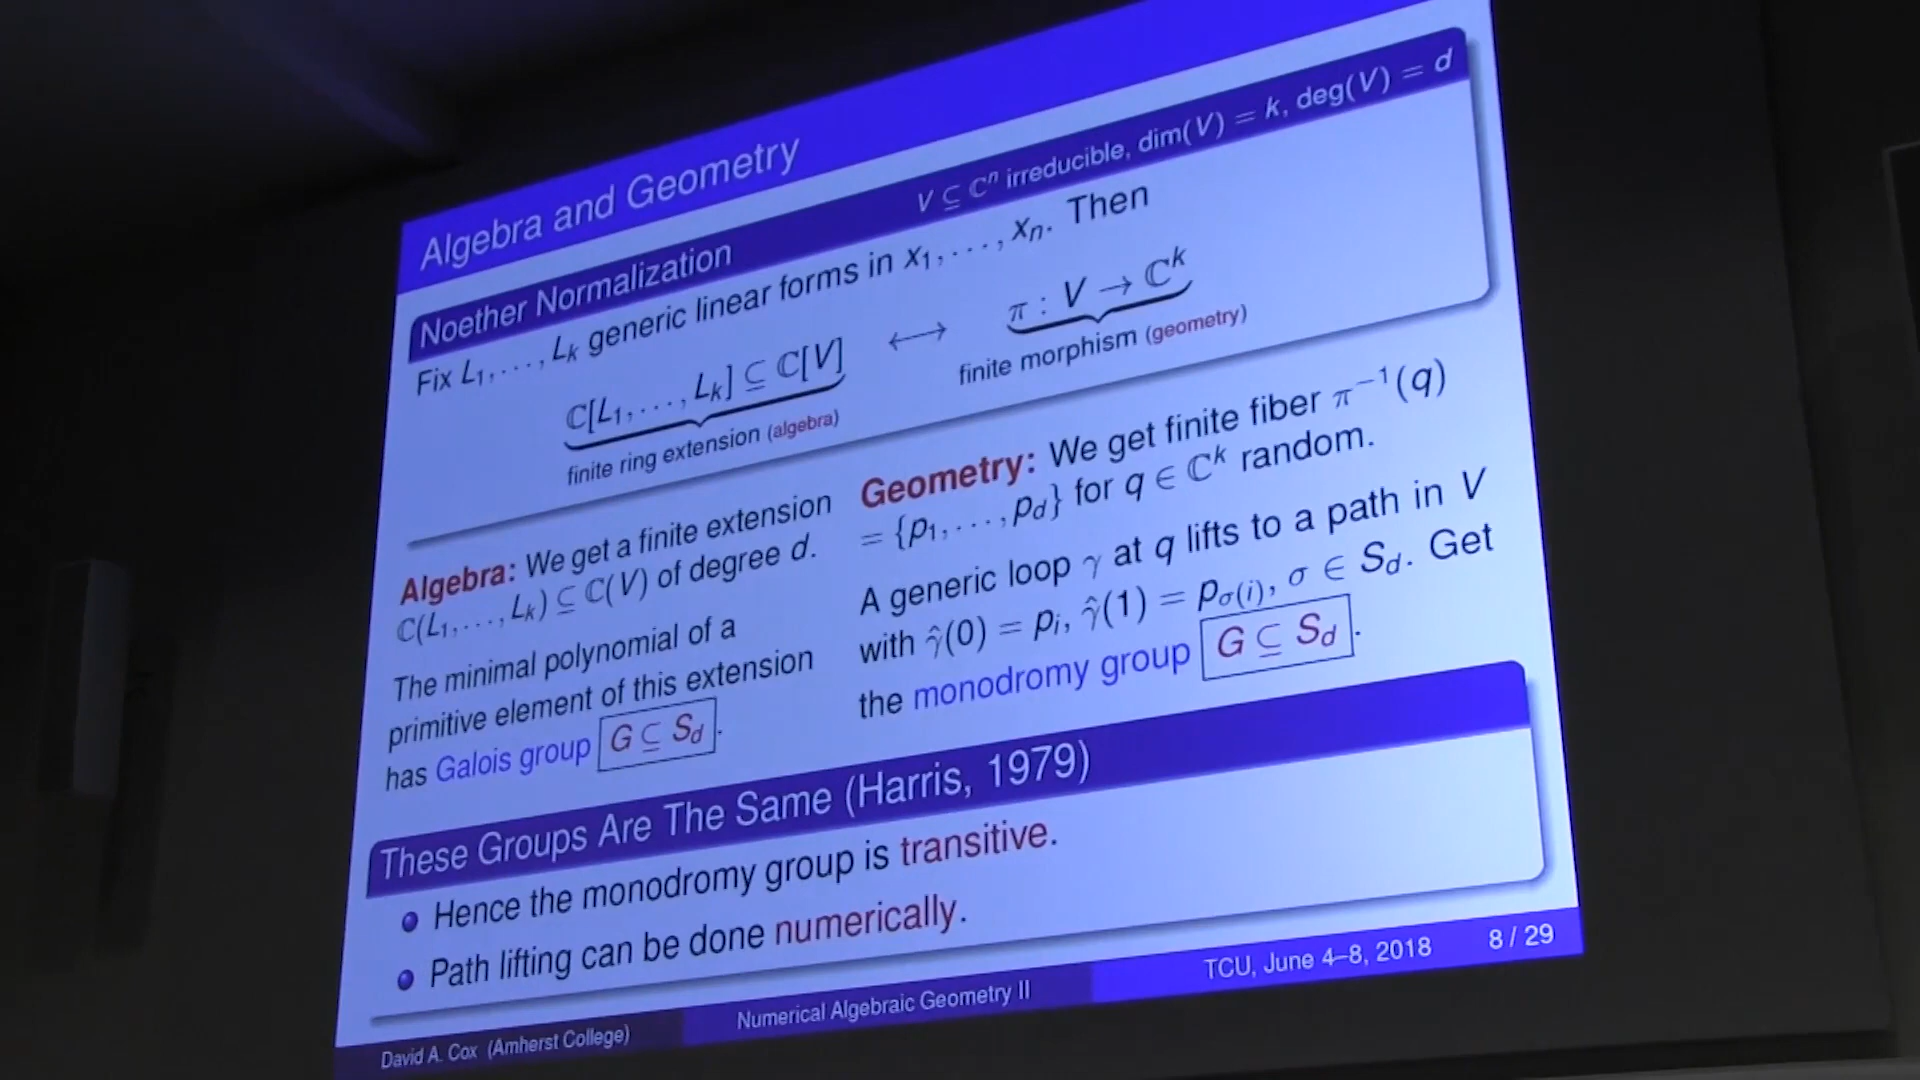 Algebra and Geometry
Noether Normalization
V ⊆ ℂⁿ irreducible, dim(V) = k, deg(V) = d
Fix L₁, . . . , Lₖ generic linear forms in x₁, . . . , xₙ. Then
ℂ[L₁, . . . , Lₖ] ⊆ ℂ[V] ⟷ π : V → ℂᵏ
finite ring extension (algebra)
finite morphism (geometry)
Algebra: We get a finite extension
ℂ(L₁, . . . , Lₖ) ⊆ ℂ(V) of degree d.
The minimal polynomial of a
primitive element of this extension
has Galois group G ⊆ S_d.
Geometry: We get finite fiber π⁻¹(q)
= {p₁, . . . , p_d} for q ∈ ℂᵏ random.
A generic loop γ at q lifts to a path in V
with γ̂(0) = pᵢ, γ̂(1) = p_σ(i), σ ∈ S_d. Get
the monodromy group G ⊆ S_d.
These Groups Are The Same (Harris, 1979)
Hence the monodromy group is transitive.
Path lifting can be done numerically.
David A. Cox (Amherst College)
Numerical Algebraic Geometry II
TCU, June 4–8, 2018
8 / 29